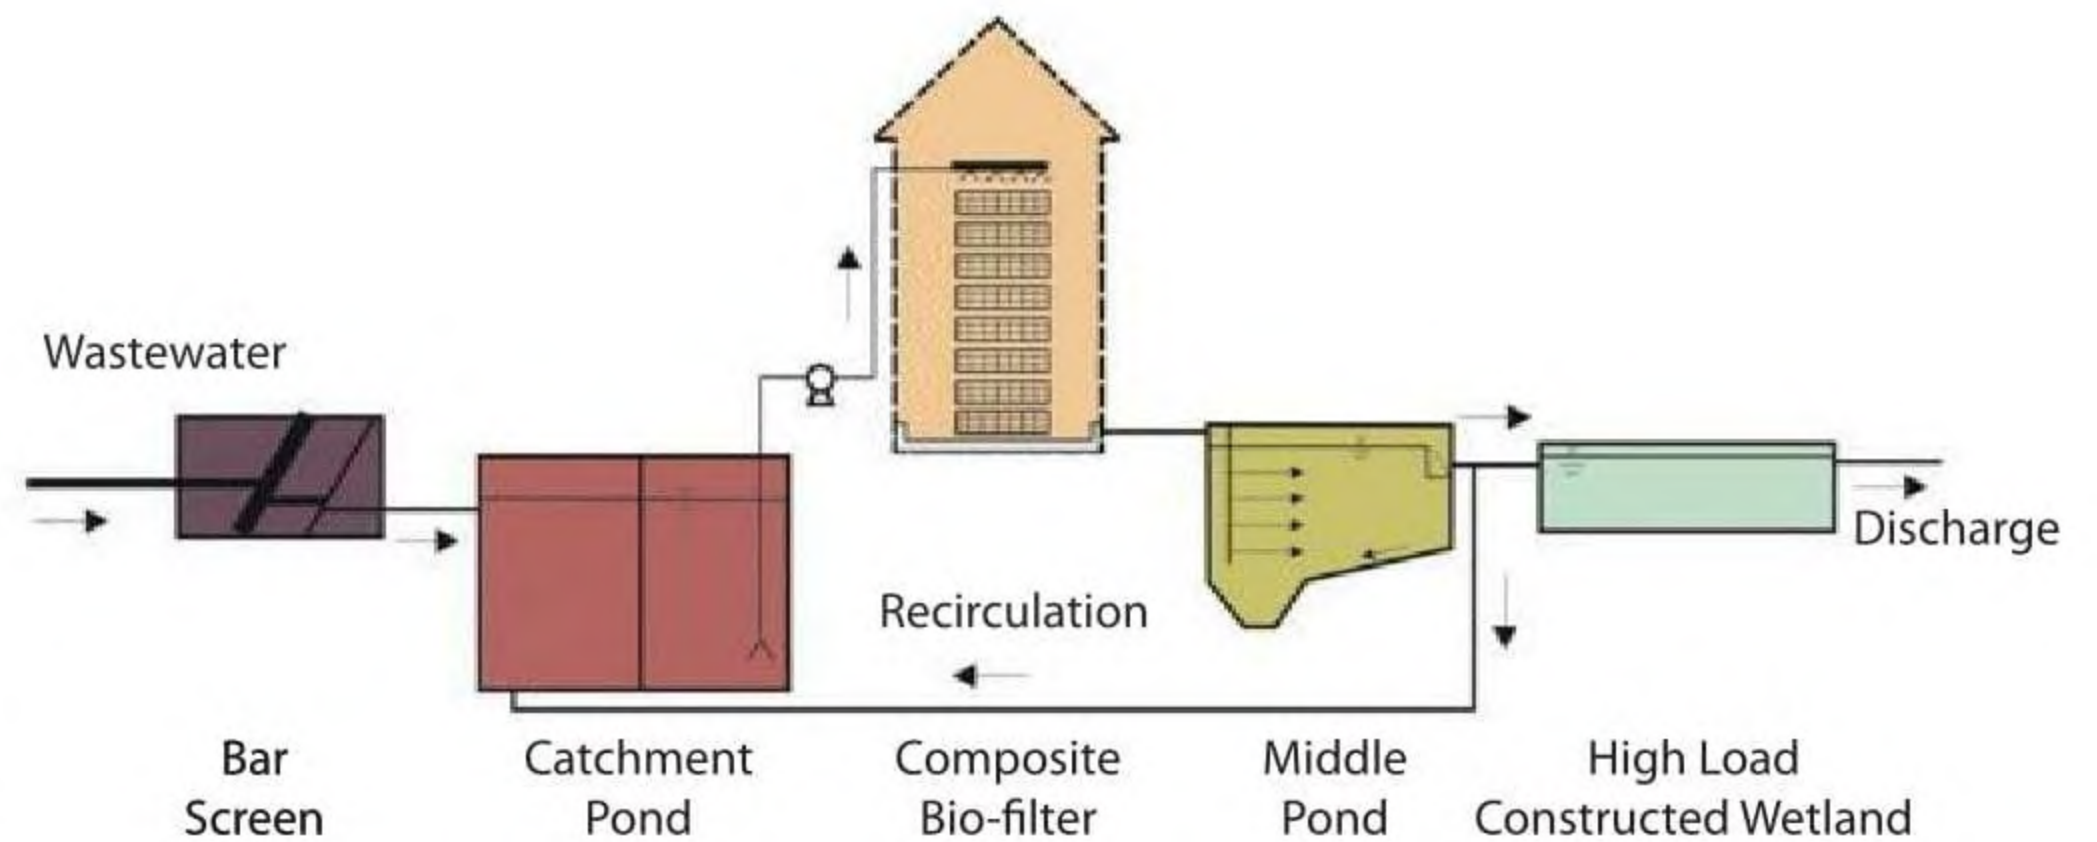 Wastewater
Discharge
Recirculation
Bar
Screen
Catchment
Pond
Composite
Bio-filter
Middle
Pond
High Load
Constructed Wetland